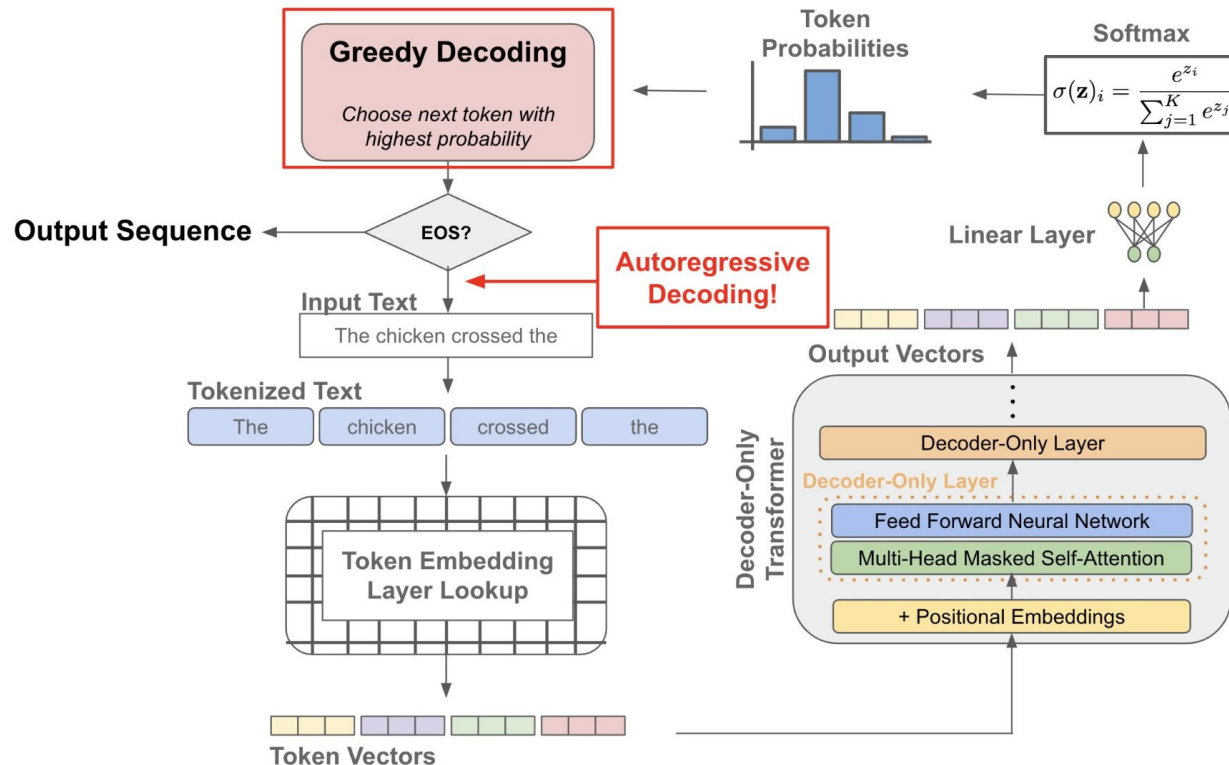 Greedy Decoding
Choose next token with
highest probability
Token
Probabilities
Softmax
σ(z)_i = e^{z_i} / ∑_{j=1}^{K} e^{z_j}
EOS?
Output Sequence
Autoregressive
Decoding!
Linear Layer
Input Text
The chicken crossed the
Tokenized Text
The
chicken
crossed
the
Token Embedding
Layer Lookup
Token Vectors
Output Vectors
Decoder-Only
Transformer
Decoder-Only Layer
Decoder-Only Layer
Feed Forward Neural Network
Multi-Head Masked Self-Attention
+ Positional Embeddings